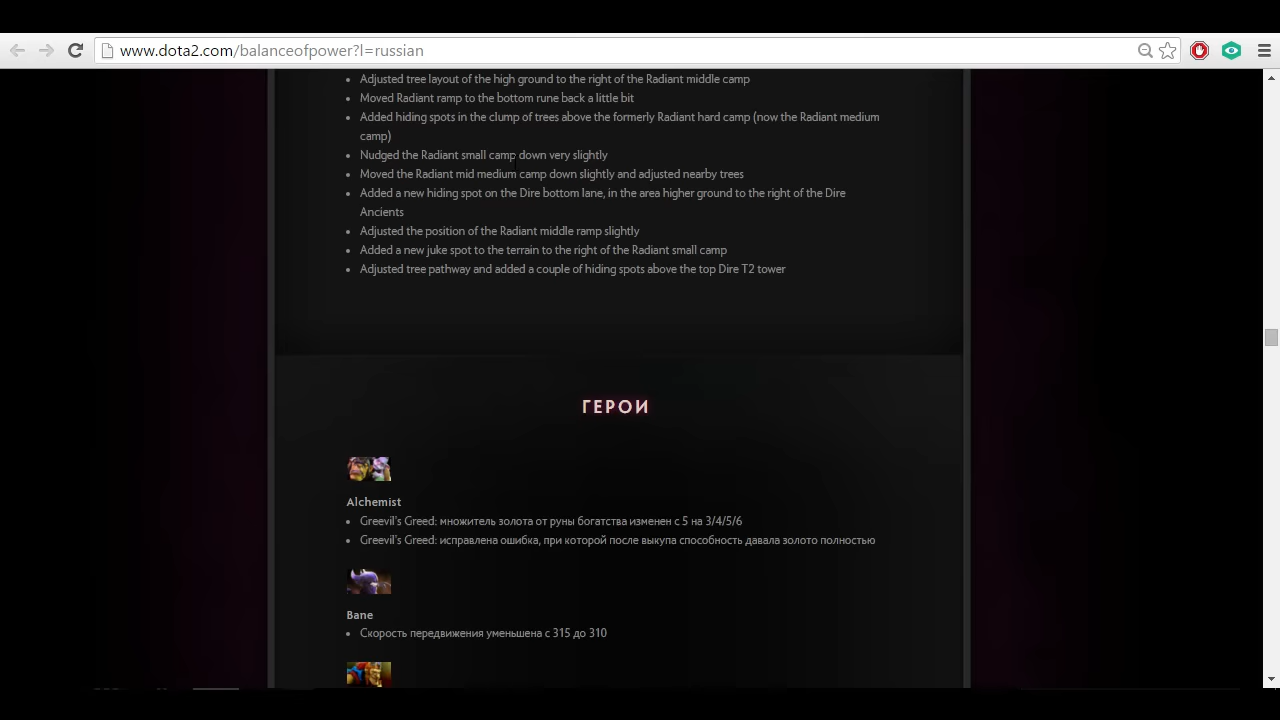 www.dota2.com/balanceofpower?l=russian
Adjusted tree layout of the high ground to the right of the Radiant middle camp
Moved Radiant ramp to the bottom rune back a little bit
Added hiding spots in the clump of trees above the formerly Radiant hard camp (now the Radiant medium
camp)
Nudged the Radiant small camp down very slightly
Moved the Radiant mid medium camp down slightly and adjusted nearby trees
Added a new hiding spot on the Dire bottom lane, in the area higher ground to the right of the Dire
Ancients
Adjusted the position of the Radiant middle ramp slightly
Added a new juke spot to the terrain to the right of the Radiant small camp
Adjusted tree pathway and added a couple of hiding spots above the top Dire T2 tower
ГЕРОИ
Alchemist
Greevil's Greed: множитель золота от руны богатства изменен с 5 на 3/4/5/6
Greevil's Greed: исправлена ошибка, при которой после выкупа способность давала золото полностью
Bane
Скорость передвижения уменьшена с 315 до 310